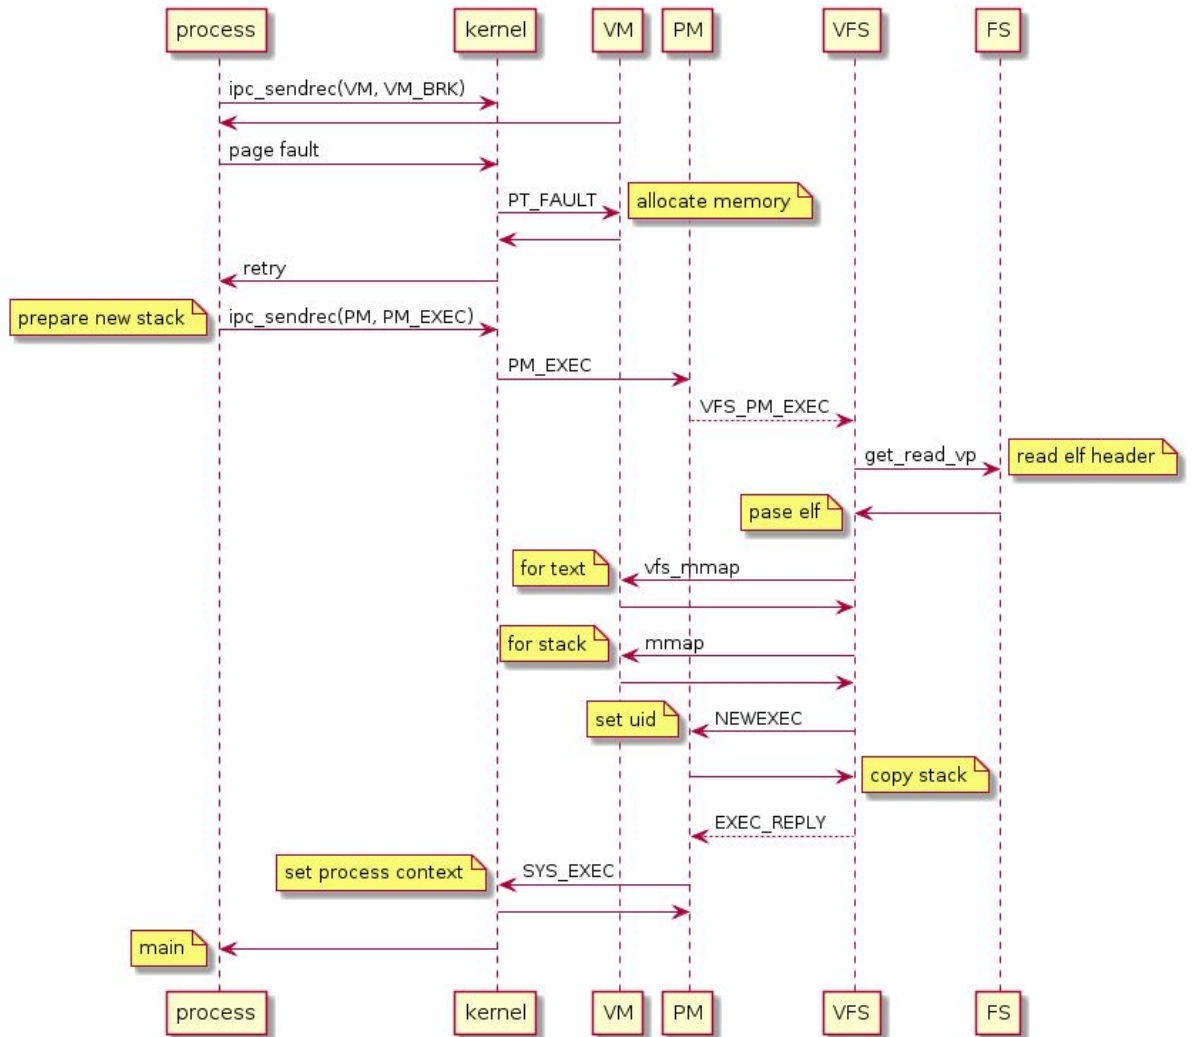 process
kernel
VM
PM
VFS
FS
ipc_sendrec(VM, VM_BRK)
page fault
PT_FAULT
allocate memory
retry
prepare new stack
ipc_sendrec(PM, PM_EXEC)
PM_EXEC
VFS_PM_EXEC
get_read_vp
read elf header
pase elf
for text
vfs_mmap
for stack
mmap
set uid
NEWEXEC
copy stack
EXEC_REPLY
set process context
SYS_EXEC
main
process
kernel
VM
PM
VFS
FS